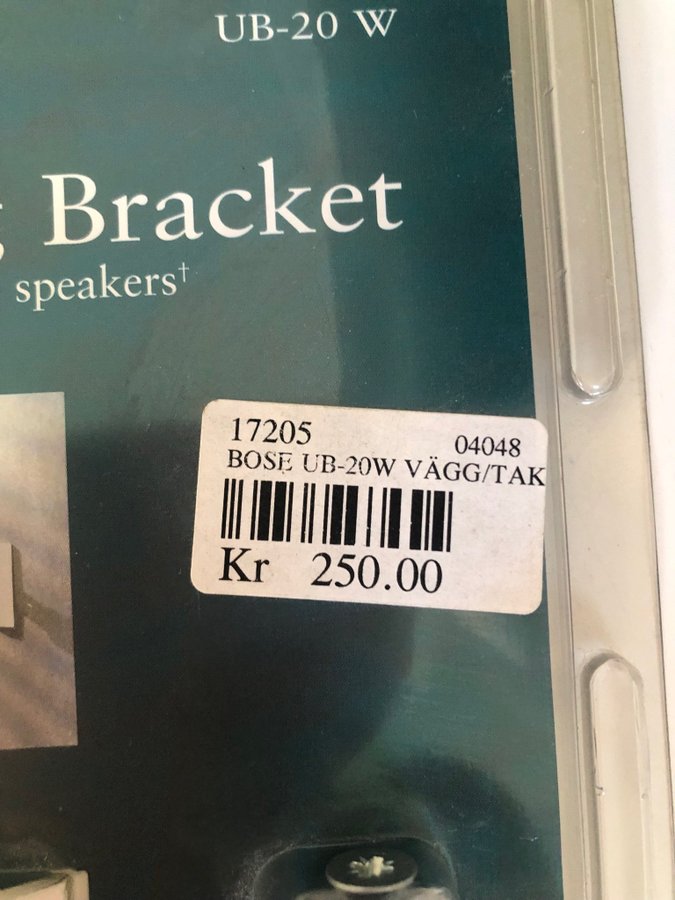 UB-20 W
Bracket
speakers†
17205 04048
BOSE UB-20W VÄGG/TAK
Kr 250.00